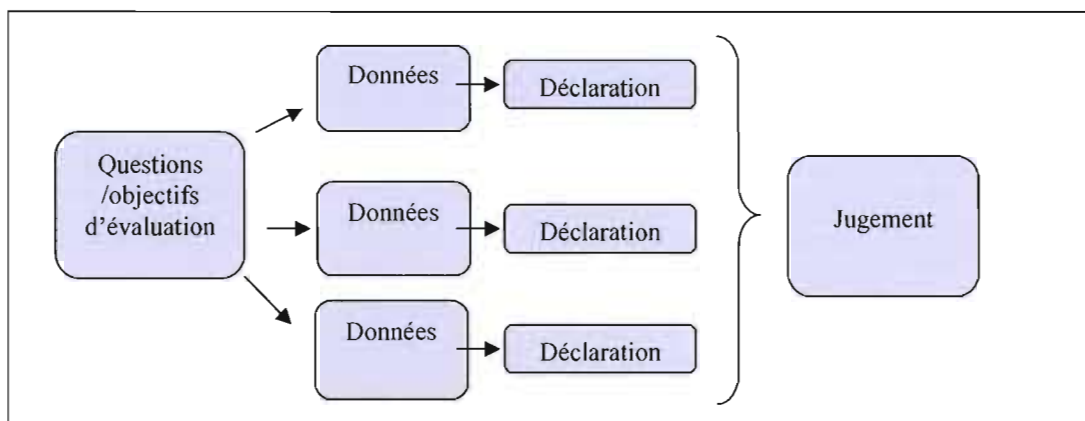 Questions
/objectifs
d'évaluation
Données
Déclaration
Données
Déclaration
Données
Déclaration
Jugement